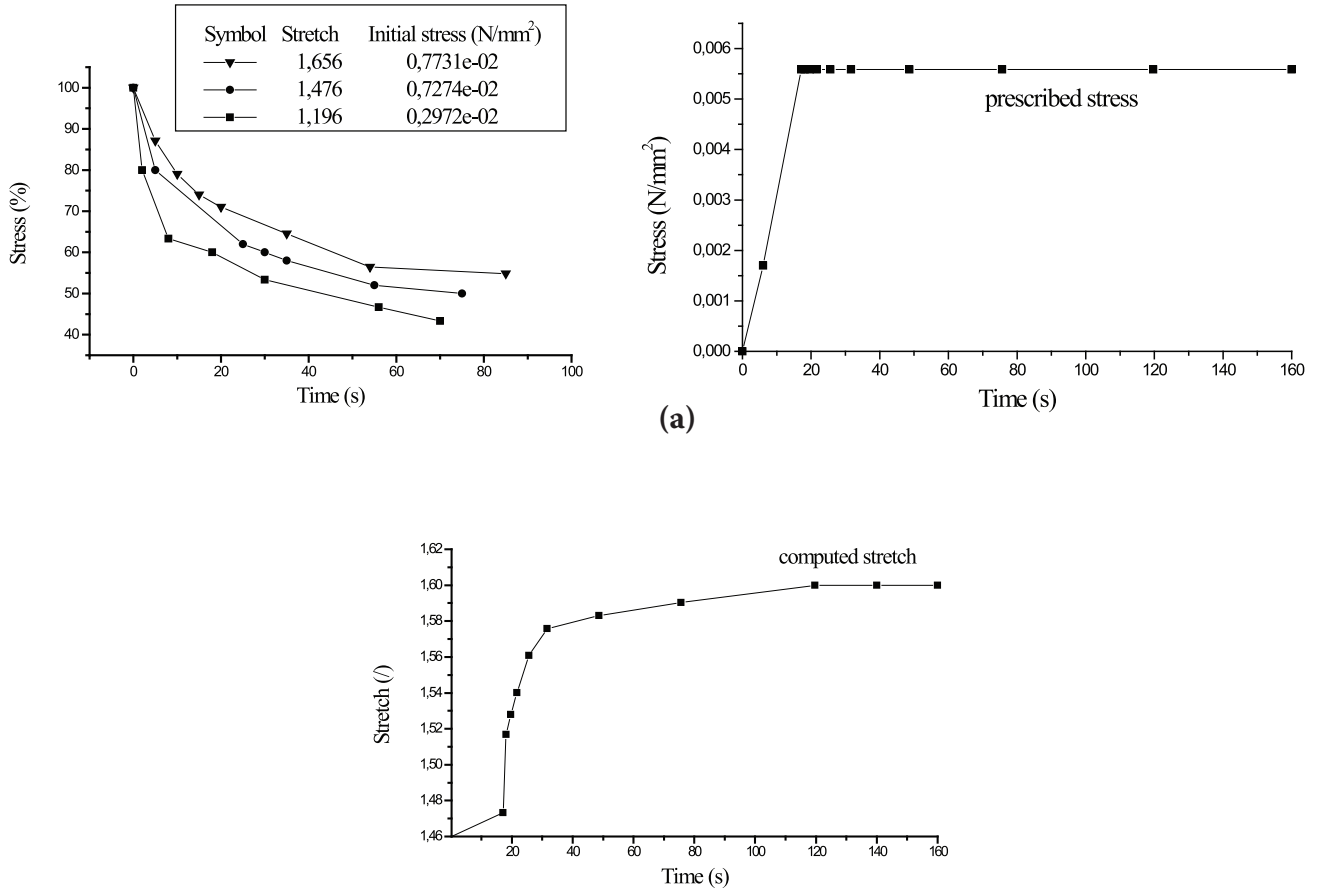 Symbol Stretch Initial stress (N/mm²)
1,656 0,7731e-02
1,476 0,7274e-02
1,196 0,2972e-02
100
90
80
70
60
50
40
Stress (%)
0 20 40 60 80 100
Time (s)
0,006
0,005
0,004
0,003
0,002
0,001
0,000
Stress (N/mm²)
prescribed stress
0 20 40 60 80 100 120 140 160
Time (s)
(a)
1,62
1,60
1,58
1,56
1,54
1,52
1,50
1,48
1,46
Stretch (/)
computed stretch
20 40 60 80 100 120 140 160
Time (s)